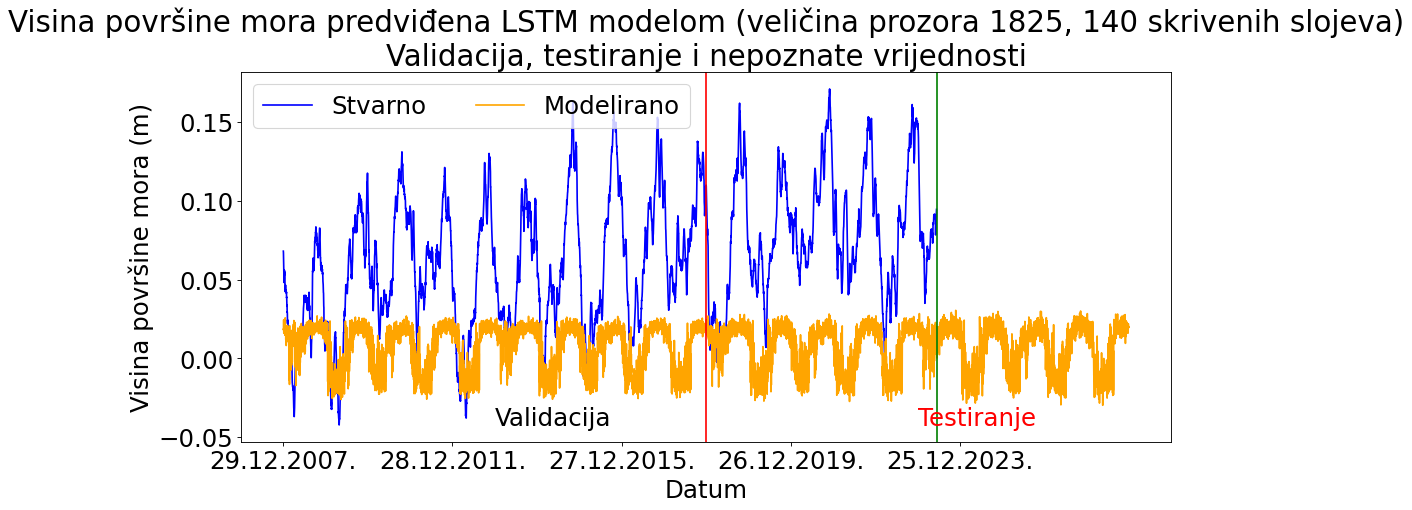 Visina površine mora predviđena LSTM modelom (veličina prozora 1825, 140 skrivenih slojeva)
Validacija, testiranje i nepoznate vrijednosti
Stvarno
Modelirano
Visina površine mora (m)
0.15
0.10
0.05
0.00
−0.05
Validacija
Testiranje
29.12.2007.
28.12.2011.
27.12.2015.
26.12.2019.
25.12.2023.
Datum